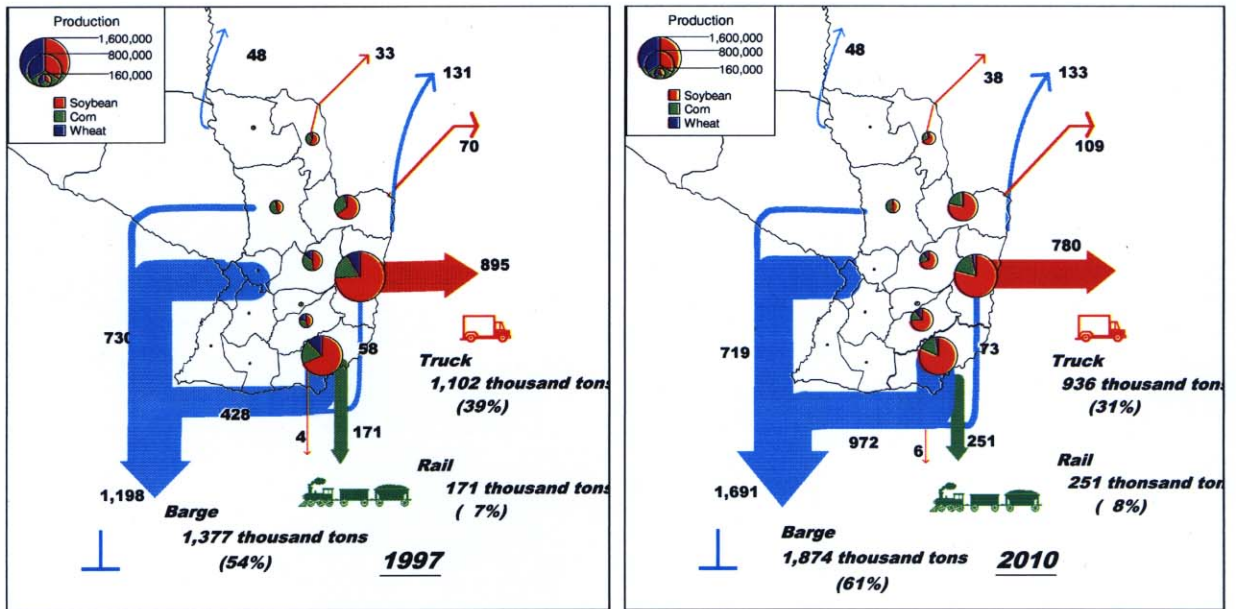 Production
1,600,000
800,000
160,000
Soybean
Corn
Wheat
48
33
131
70
895
730
58
Truck
1,102 thousand tons
(39%)
428
4
171
Rail
171 thousand tons
( 7%)
1,198
Barge
1,377 thousand tons
(54%)
1997
Production
1,600,000
800,000
160,000
Soybean
Corn
Wheat
48
38
133
109
780
719
73
Truck
936 thousand tons
(31%)
972
6
251
Rail
251 thonsand ton
( 8%)
1,691
Barge
1,874 thousand tons
(61%)
2010